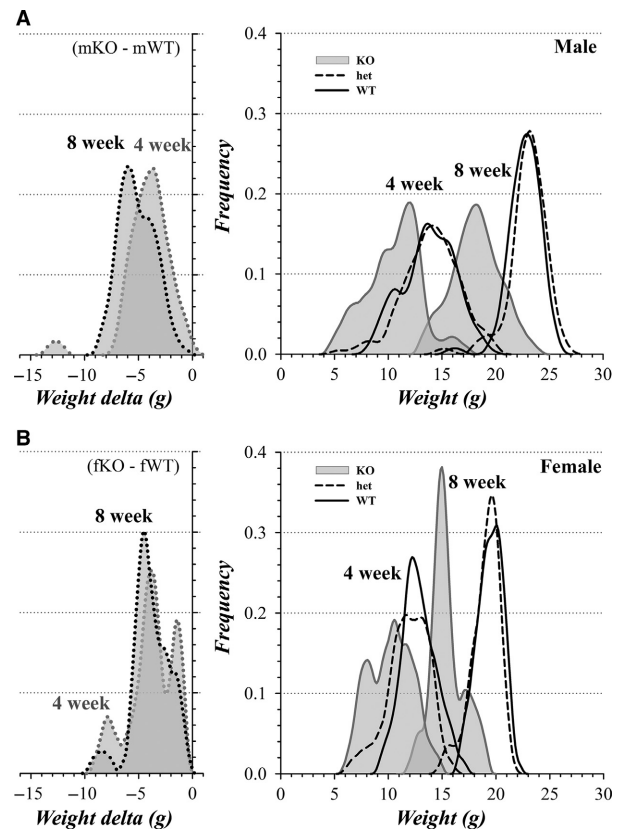 A
(mKO - mWT)
8 week
4 week
−15 −10 −5 0
Weight delta (g)
0.4
0.3
0.2
0.1
0.0
Frequency
Male
KO
het
WT
4 week
8 week
0 5 10 15 20 25 30
Weight (g)
B
(fKO - fWT)
8 week
4 week
−15 −10 −5 0
Weight delta (g)
0.4
0.3
0.2
0.1
0.0
Frequency
Female
KO
het
WT
8 week
4 week
0 5 10 15 20 25 30
Weight (g)